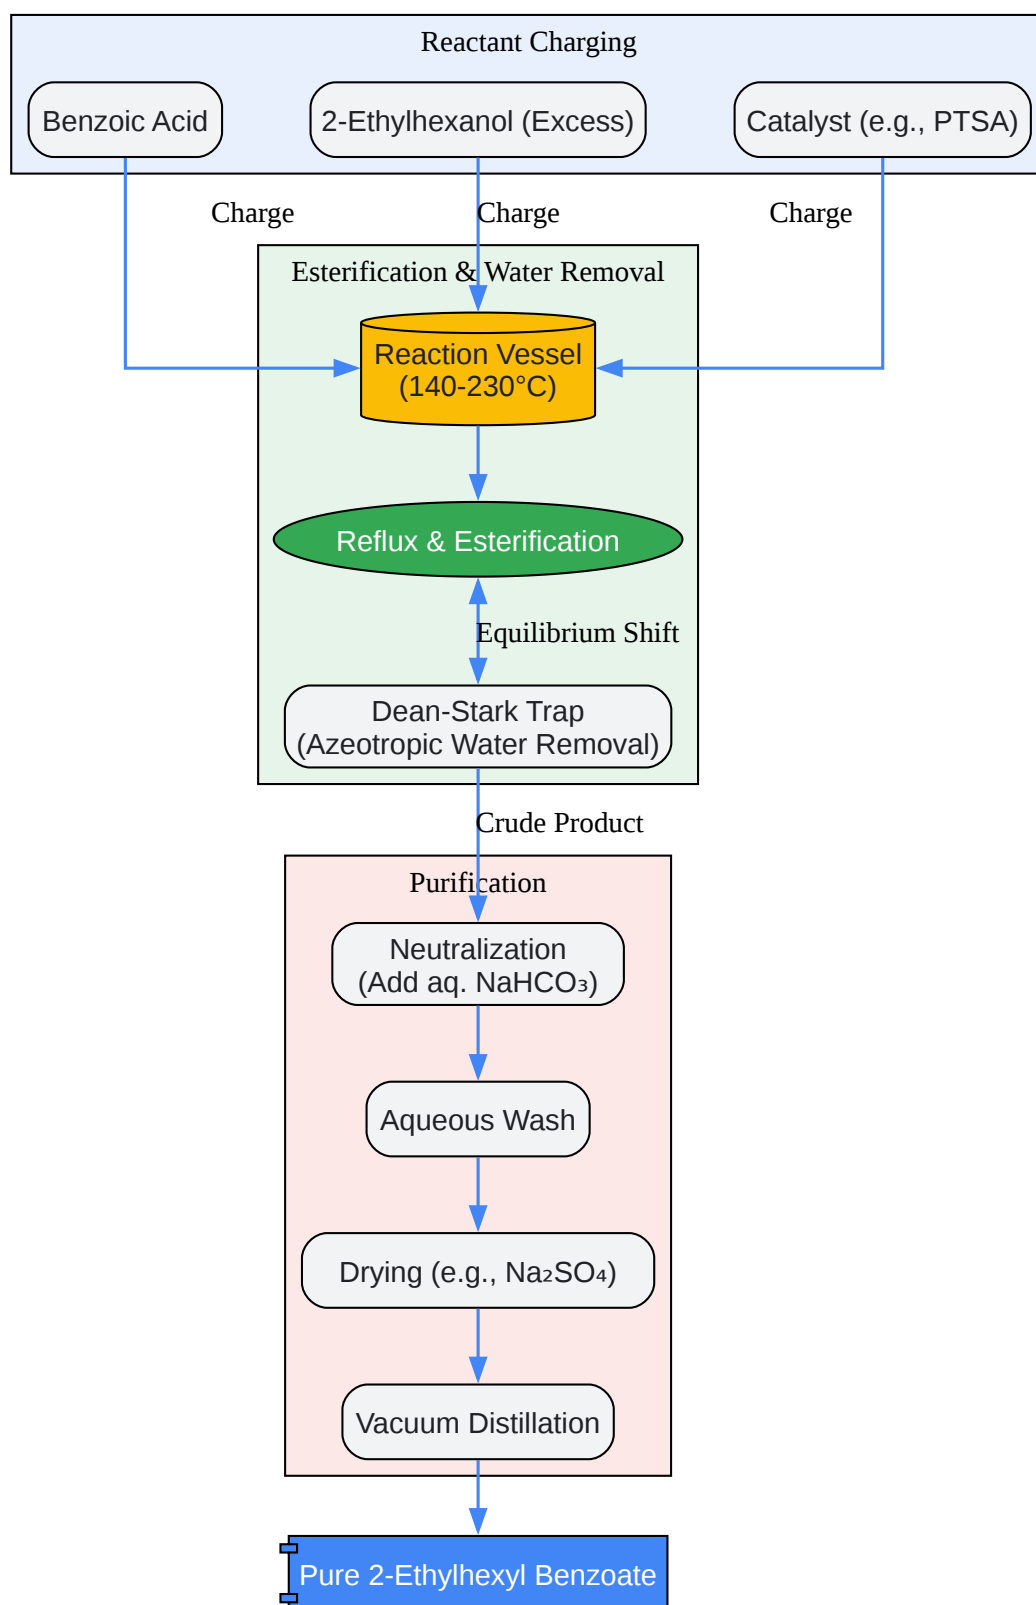 Reactant Charging
Benzoic Acid
2-Ethylhexanol (Excess)
Catalyst (e.g., PTSA)
Charge
Charge
Charge
Esterification & Water Removal
Reaction Vessel
(140-230°C)
Reflux & Esterification
Equilibrium Shift
Dean-Stark Trap
(Azeotropic Water Removal)
Crude Product
Purification
Neutralization
(Add aq. NaHCO₃)
Aqueous Wash
Drying (e.g., Na₂SO₄)
Vacuum Distillation
Pure 2-Ethylhexyl Benzoate